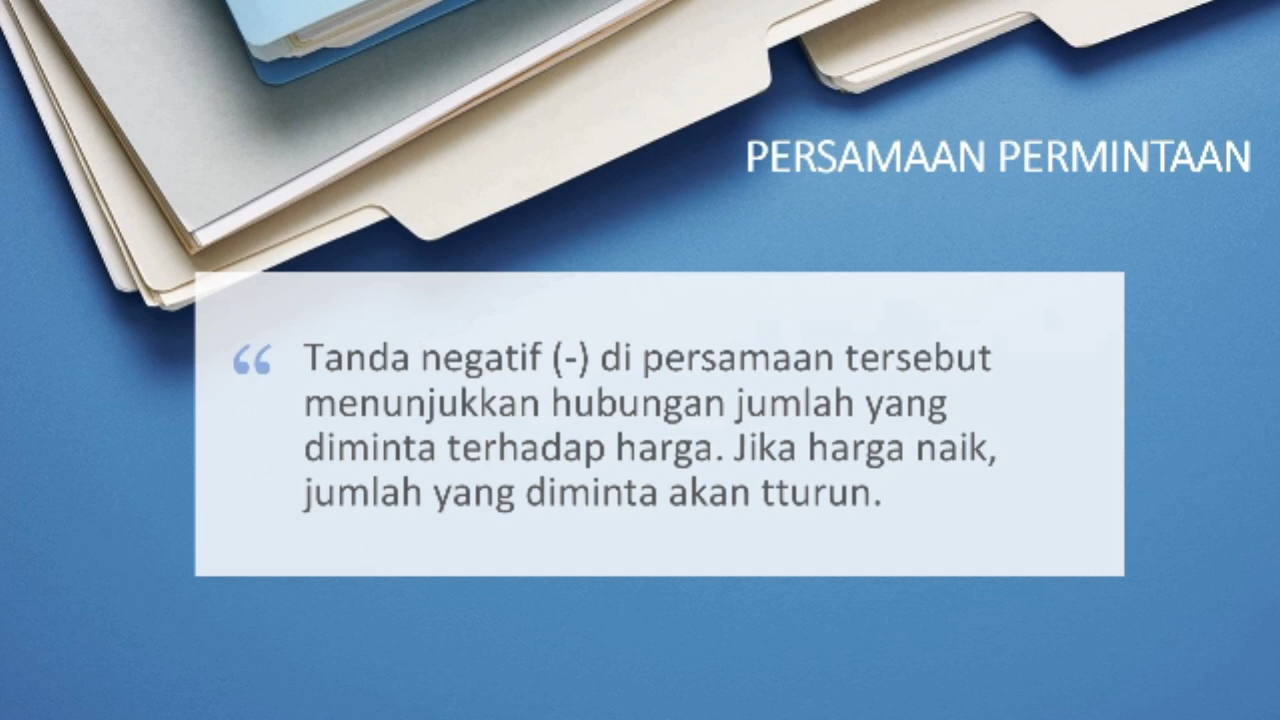 PERSAMAAN PERMINTAAN
“ Tanda negatif (-) di persamaan tersebut
menunjukkan hubungan jumlah yang
diminta terhadap harga. Jika harga naik,
jumlah yang diminta akan tturun.